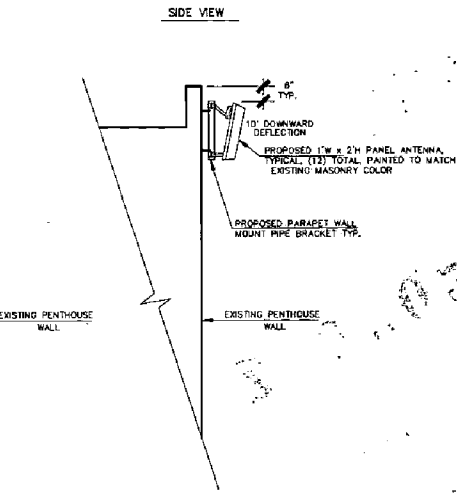 SIDE VIEW
6"
TYP.
10° DOWNWARD
DEFLECTION
PROPOSED 1'W x 2'H PANEL ANTENNA,
TYPICAL, (12) TOTAL, PAINTED TO MATCH
EXISTING MASONRY COLOR
PROPOSED PARAPET WALL
MOUNT PIPE BRACKET TYP.
EXISTING PENTHOUSE
WALL
EXISTING PENTHOUSE
WALL